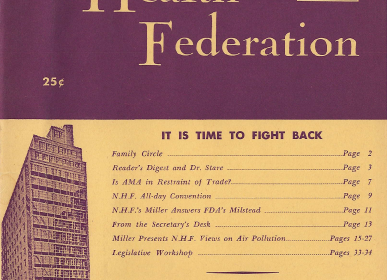 Health
Federation
25¢
IT IS TIME TO FIGHT BACK
Family Circle ... Page 2
Reader's Digest and Dr. Stare ... Page 3
Is AMA in Restraint of Trade? ... Page 7
N.H.F. All-day Convention ... Page 9
N.H.F.'s Miller Answers FDA's Milstead ... Page 11
From the Secretary's Desk ... Page 13
Miller Presents N.H.F. Views on Air Pollution ... Pages 15-27
Legislative Workshop ... Pages 33-34